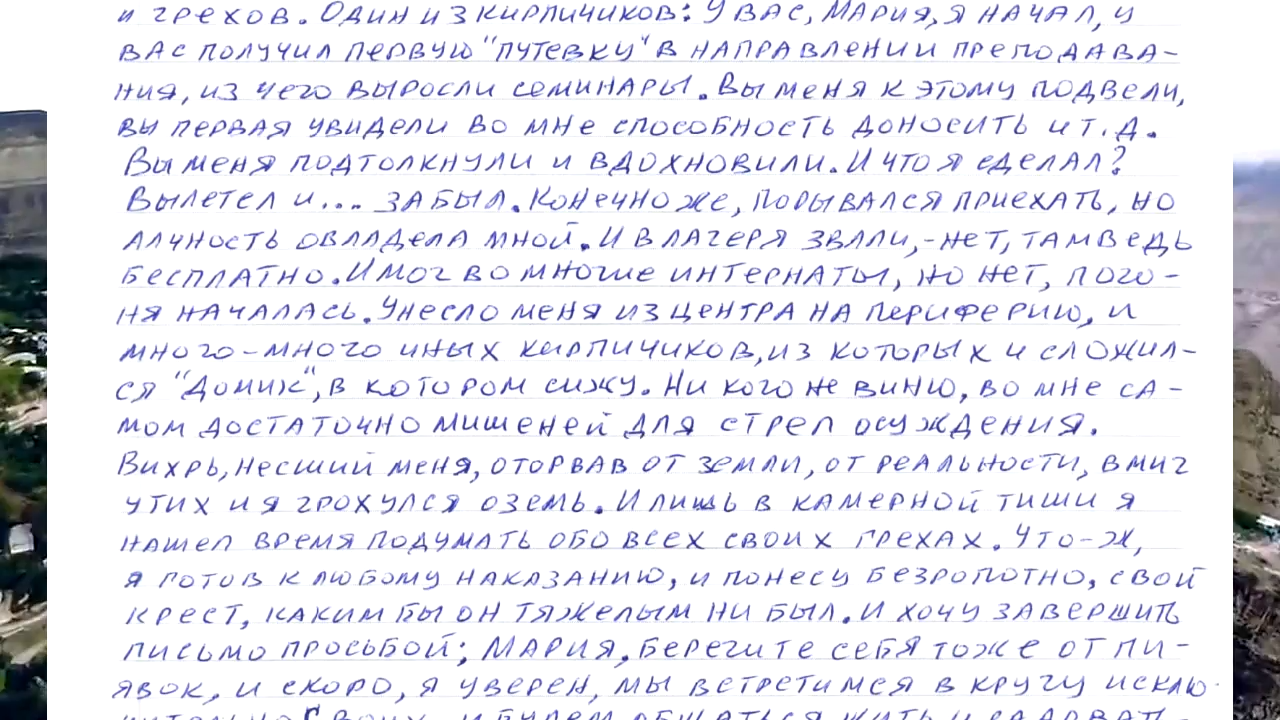 и грехов. Один из кирпичиков: У вас, Мария, я начал, у
вас получил первую "путевку" в направлении преподава-
ния, из чего выросли семинары. Вы меня к этому подвели,
вы первая увидели во мне способность доносить и т. д.
Вы меня подтолкнули и вдохновили. И что я сделал?
Вылетел и... забыл. Конечно же, порывался приехать, но
алчность овладела мной. И в лагеря звали, - нет, там ведь
бесплатно. И мог во многие интернаты, но нет, пого-
ня началась. Унесло меня из центра на периферию, и
много-много иных кирпичиков, из которых и сложил-
ся "Домик", в котором сижу. Ни кого не виню, во мне са-
мом достаточно мишеней для стрел осуждения.
Вихрь, несший меня, оторвав от земли, от реальности, в миг
утих и я грохнулся оземь. И лишь в камерной тиши я
нашел время подумать обо всех своих грехах. Что-ж,
я готов к любому наказанию, и понесу безропотно, свой
крест, каким бы он тяжелым ни был. И хочу завершить
письмо просьбой; Мария, берегите себя тоже от пи-
явок, и скоро, я уверен, мы встретимся в кругу исклю-